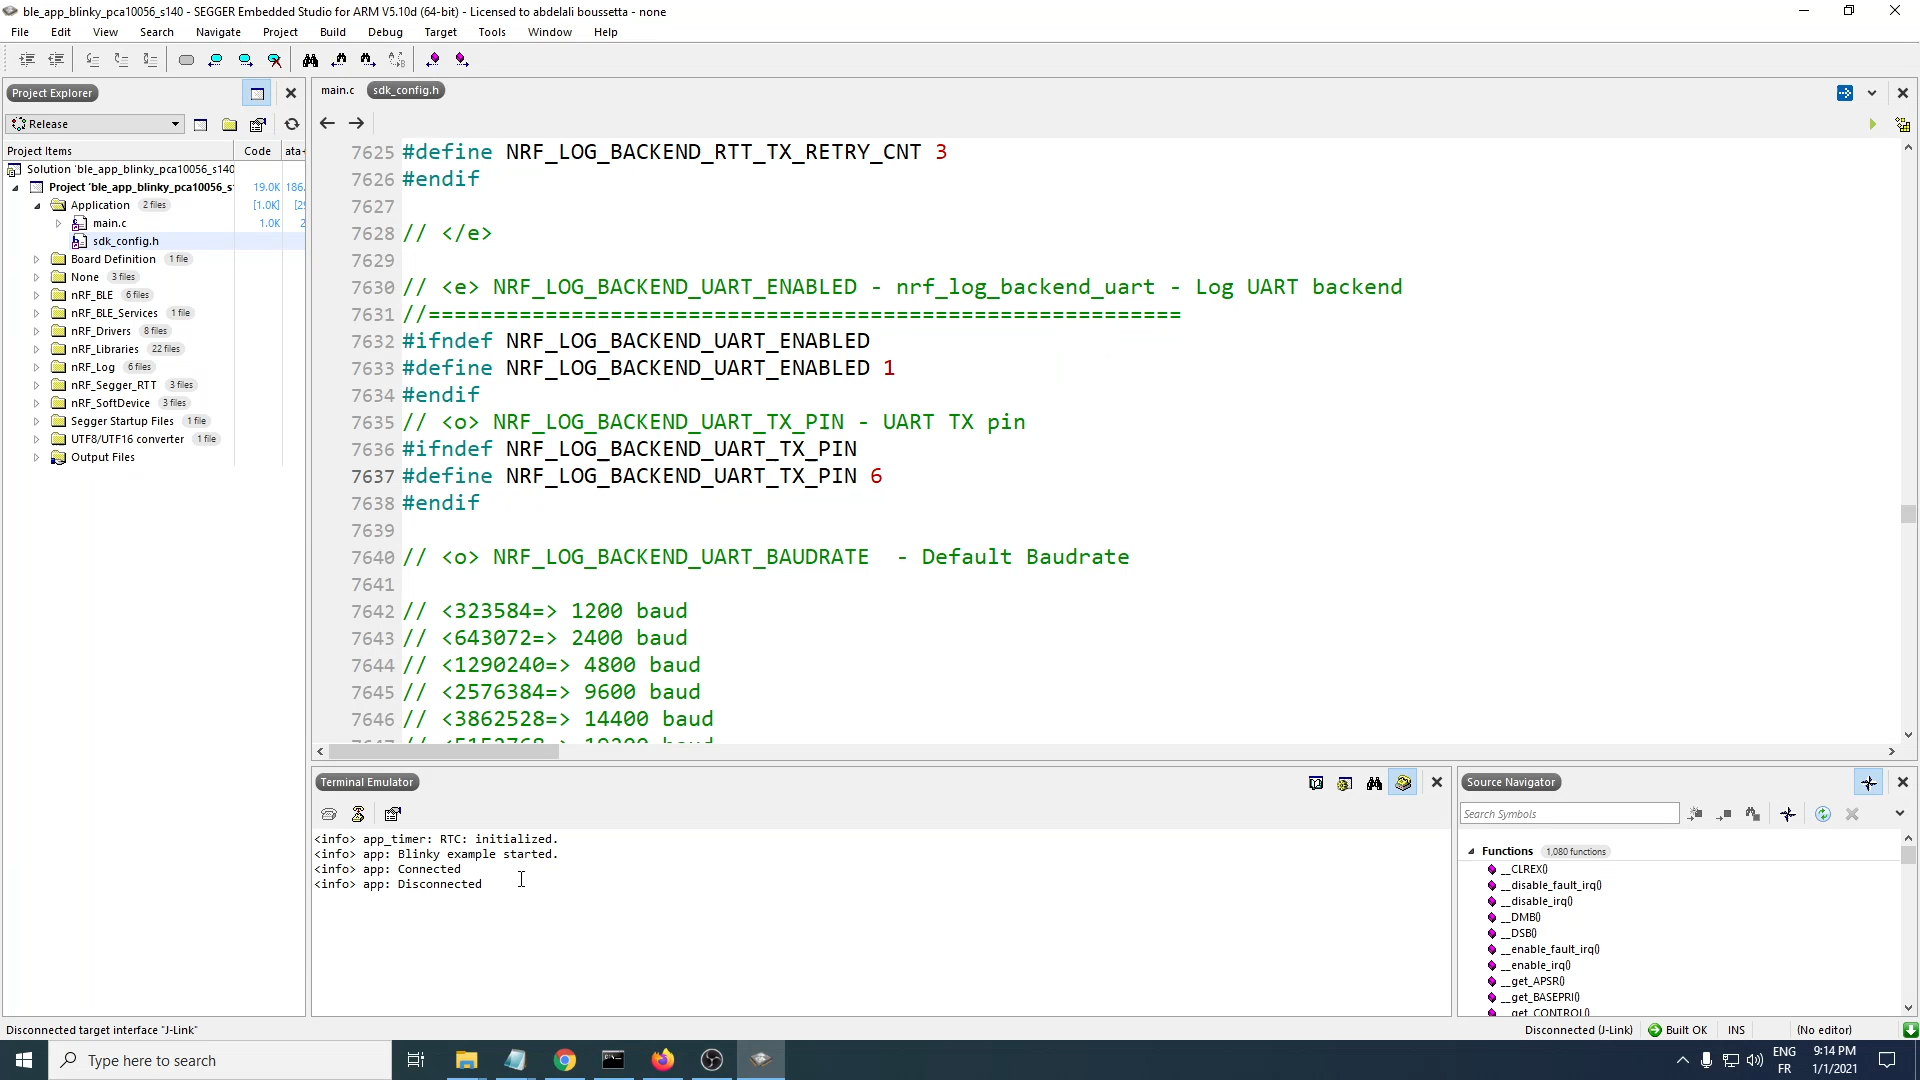 ble_app_blinky_pca10056_s140 - SEGGER Embedded Studio for ARM V5.10d (64-bit) - Licensed to abdelali boussetta - none
File Edit View Search Navigate Project Build Debug Target Tools Window Help
Project Explorer
Release
Project Items Code ata+
Solution 'ble_app_blinky_pca10056_s140
Project 'ble_app_blinky_pca10056_s1 19.0K 186.
Application 2 files [1.0K] [29
main.c 1.0K 2
sdk_config.h
Board Definition 1 file
None 3 files
nRF_BLE 6 files
nRF_BLE_Services 1 file
nRF_Drivers 8 files
nRF_Libraries 22 files
nRF_Log 6 files
nRF_Segger_RTT 3 files
nRF_SoftDevice 3 files
Segger Startup Files 1 file
UTF8/UTF16 converter 1 file
Output Files
main.c sdk_config.h
7625 #define NRF_LOG_BACKEND_RTT_TX_RETRY_CNT 3
7626 #endif
7627
7628 // </e>
7629
7630 // <e> NRF_LOG_BACKEND_UART_ENABLED - nrf_log_backend_uart - Log UART backend
7631 //==========================================================
7632 #ifndef NRF_LOG_BACKEND_UART_ENABLED
7633 #define NRF_LOG_BACKEND_UART_ENABLED 1
7634 #endif
7635 // <o> NRF_LOG_BACKEND_UART_TX_PIN - UART TX pin
7636 #ifndef NRF_LOG_BACKEND_UART_TX_PIN
7637 #define NRF_LOG_BACKEND_UART_TX_PIN 6
7638 #endif
7639
7640 // <o> NRF_LOG_BACKEND_UART_BAUDRATE  - Default Baudrate
7641
7642 // <323584=> 1200 baud
7643 // <643072=> 2400 baud
7644 // <1290240=> 4800 baud
7645 // <2576384=> 9600 baud
7646 // <3862528=> 14400 baud
7647 // <5152768=> 19200 baud
Terminal Emulator
<info> app_timer: RTC: initialized.
<info> app: Blinky example started.
<info> app: Connected
<info> app: Disconnected
Source Navigator
Search Symbols
Functions 1,080 functions
__CLREX()
__disable_fault_irq()
__disable_irq()
__DMB()
__DSB()
__enable_fault_irq()
__enable_irq()
__get_APSR()
__get_BASEPRI()
__get_CONTROL()
Disconnected target interface "J-Link" Disconnected (J-Link) Built OK INS (No editor)
Type here to search
ENG
FR
9:14 PM
1/1/2021